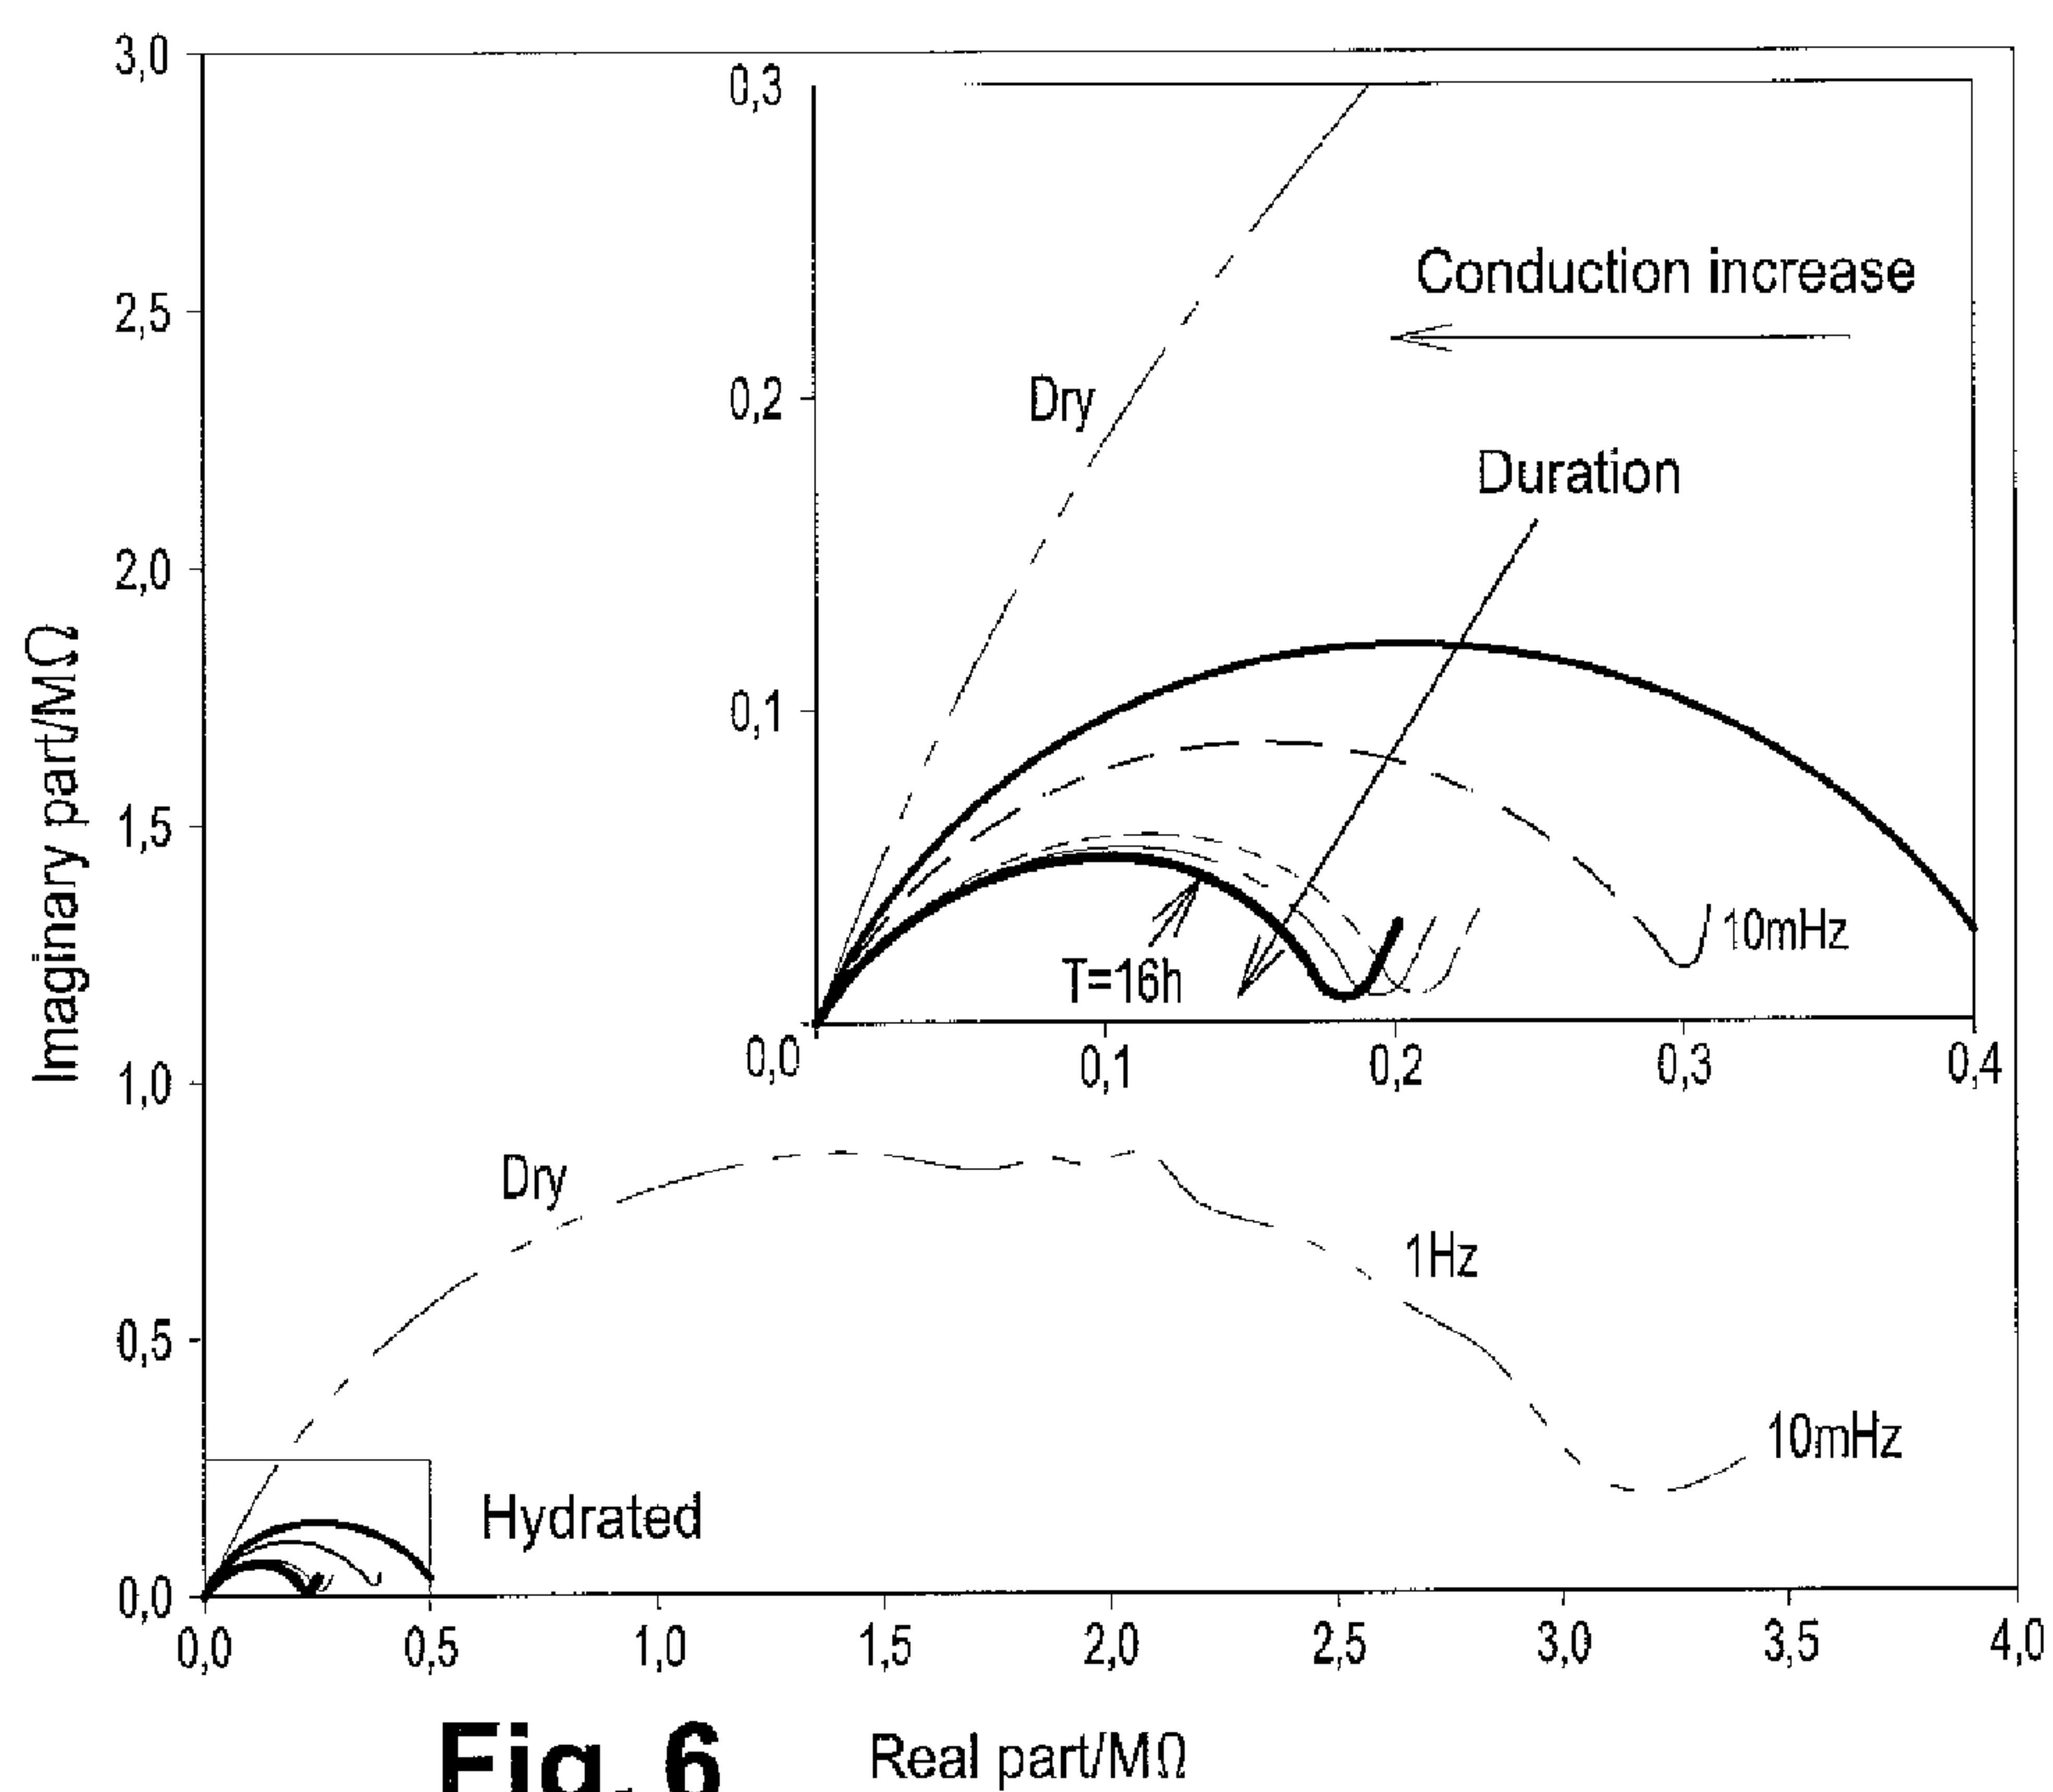 3,0
2,5
2,0
1,5
1,0
0,5
0,0
Imaginary part/MΩ
0,3
0,2
0,1
0,0
Conduction increase
Dry
Duration
10mHz
T=16h
0,1
0,2
0,3
0,4
Dry
1Hz
10mHz
Hydrated
0,0
0,5
1,0
1,5
2,0
2,5
3,0
3,5
4,0
Real part/MΩ
Fig. 6